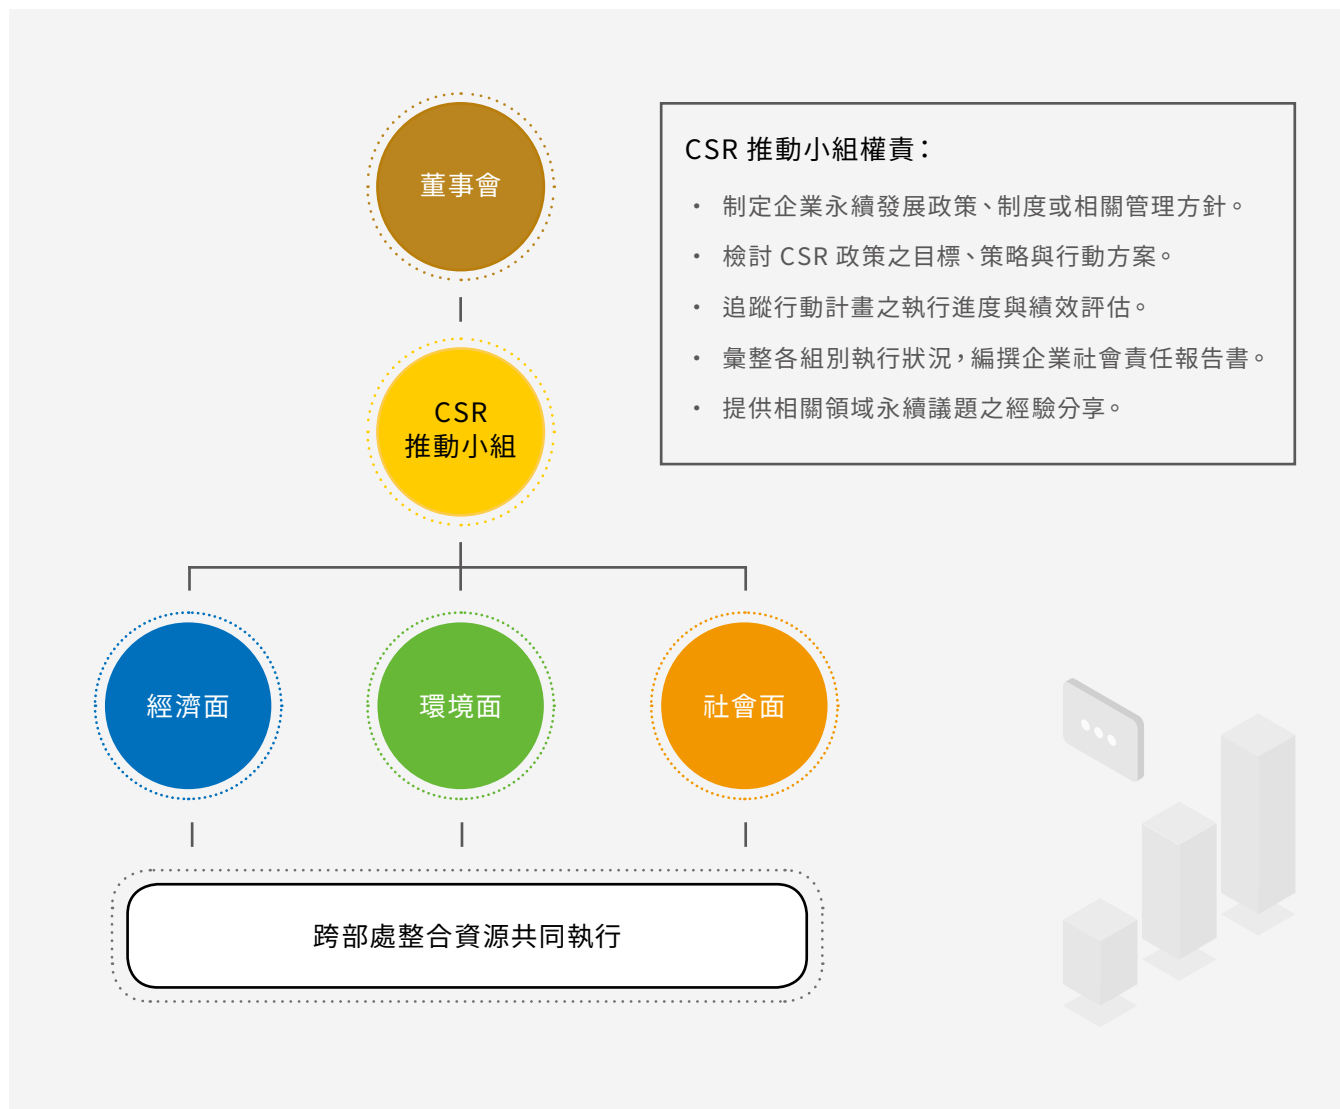 董事會
CSR
推動小組
經濟面
環境面
社會面
跨部處整合資源共同執行
CSR 推動小組權責：
• 制定企業永續發展政策、制度或相關管理方針。
• 檢討 CSR 政策之目標、策略與行動方案。
• 追蹤行動計畫之執行進度與績效評估。
• 彙整各組別執行狀況，編撰企業社會責任報告書。
• 提供相關領域永續議題之經驗分享。